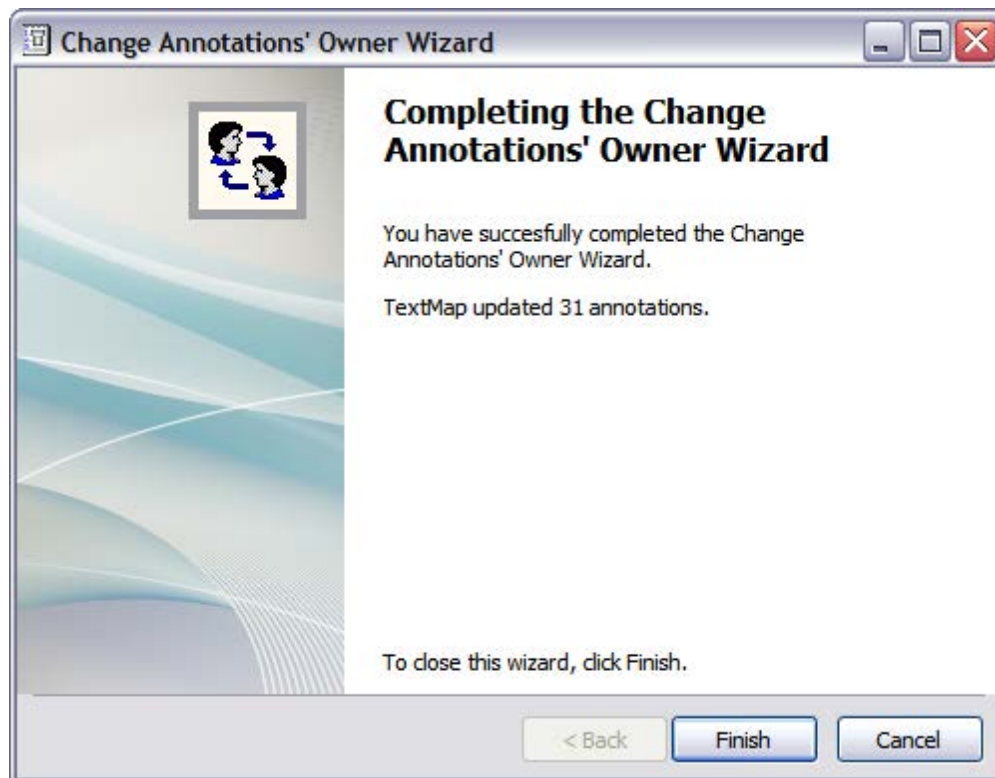 Change Annotations' Owner Wizard
Completing the Change
Annotations' Owner Wizard
You have succesfully completed the Change
Annotations' Owner Wizard.
TextMap updated 31 annotations.
To close this wizard, click Finish.
< Back
Finish
Cancel